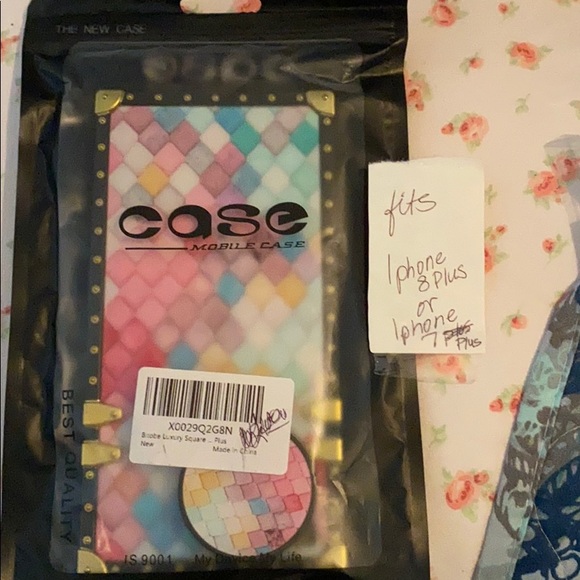 THE NEW CASE
case
MOBILE CASE
X0029Q2G8N
Luxury Square ... Plus
New
Made In China
BEST QUALITY
IS 9001
My Device My Life
fits
Iphone
8 Plus
or
Iphone
7 Plus